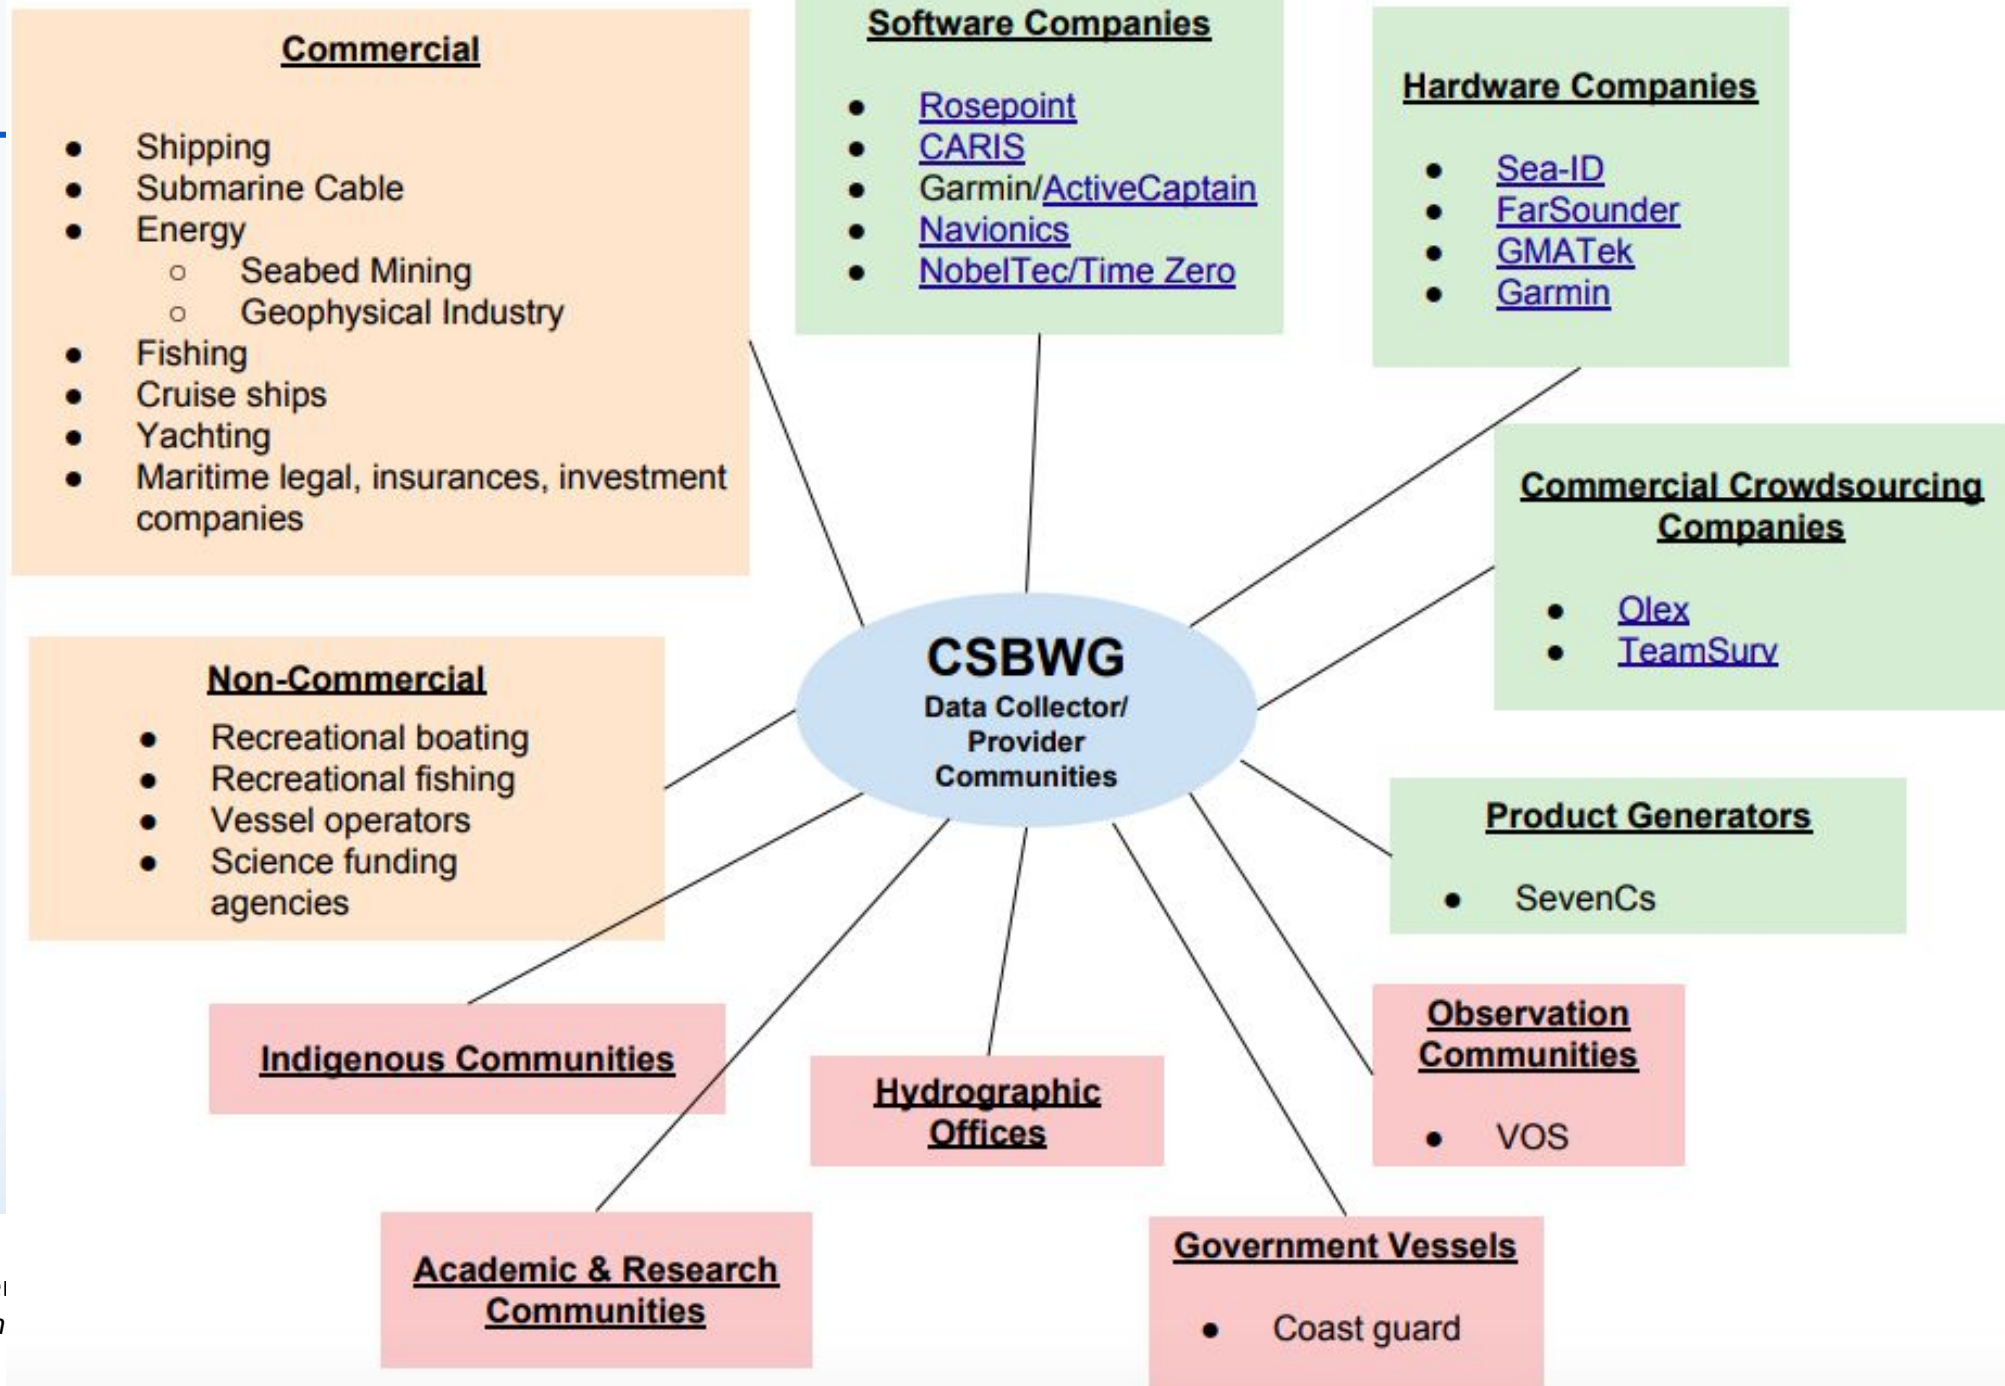 Commercial
● Shipping
● Submarine Cable
● Energy
○ Seabed Mining
○ Geophysical Industry
● Fishing
● Cruise ships
● Yachting
● Maritime legal, insurances, investment
companies
Software Companies
● Rosepoint
● CARIS
● Garmin/ActiveCaptain
● Navionics
● NobelTec/Time Zero
Hardware Companies
● Sea-ID
● FarSounder
● GMATek
● Garmin
Commercial Crowdsourcing
Companies
● Olex
● TeamSurv
CSBWG
Data Collector/
Provider
Communities
Non-Commercial
● Recreational boating
● Recreational fishing
● Vessel operators
● Science funding
agencies
Product Generators
● SevenCs
Indigenous Communities
Hydrographic
Offices
Observation
Communities
● VOS
Academic & Research
Communities
Government Vessels
● Coast guard